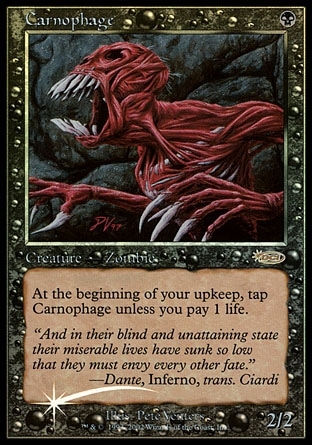 Carnophage
DV 97
Creature Zombie
At the beginning of your upkeep, tap
Carnophage unless you pay 1 life.
“And in their blind and unattaining state
their miserable lives have sunk so low
that they must envy every other fate.”
—Dante, Inferno, trans. Ciardi
Illus. Pete Venters
2/2